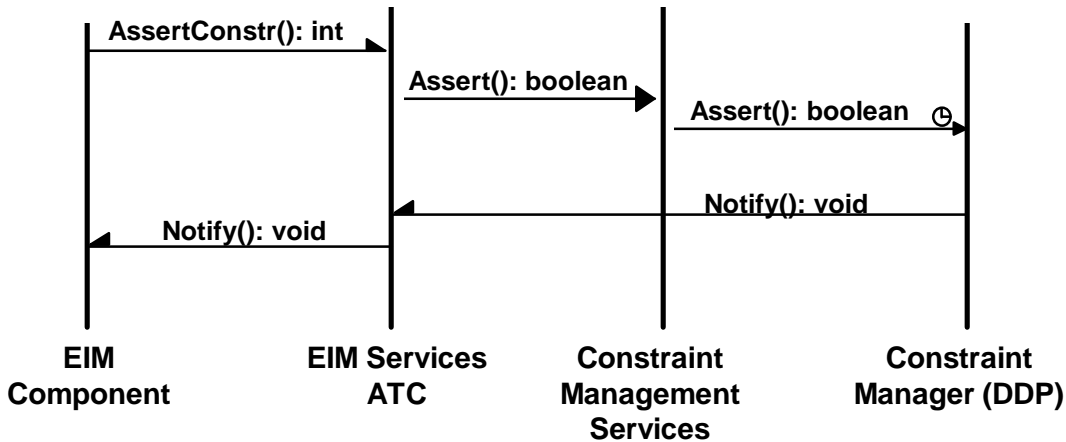 AssertConstr(): int
Assert(): boolean
Assert(): boolean
Notify(): void
Notify(): void
EIM
Component
EIM Services
ATC
Constraint
Management
Services
Constraint
Manager (DDP)